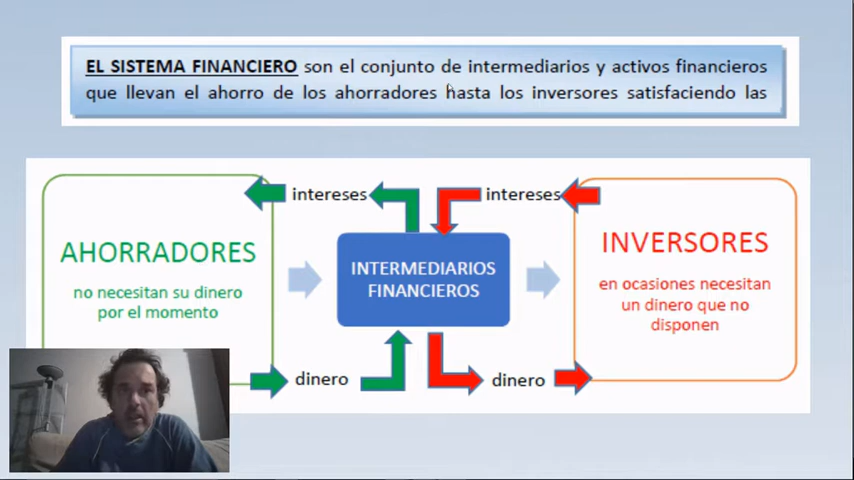 EL SISTEMA FINANCIERO son el conjunto de intermediarios y activos financieros
que llevan el ahorro de los ahorradores hasta los inversores satisfaciendo las
intereses
intereses
AHORRADORES
no necesitan su dinero
por el momento
INTERMEDIARIOS
FINANCIEROS
INVERSORES
en ocasiones necesitan
un dinero que no
disponen
dinero
dinero